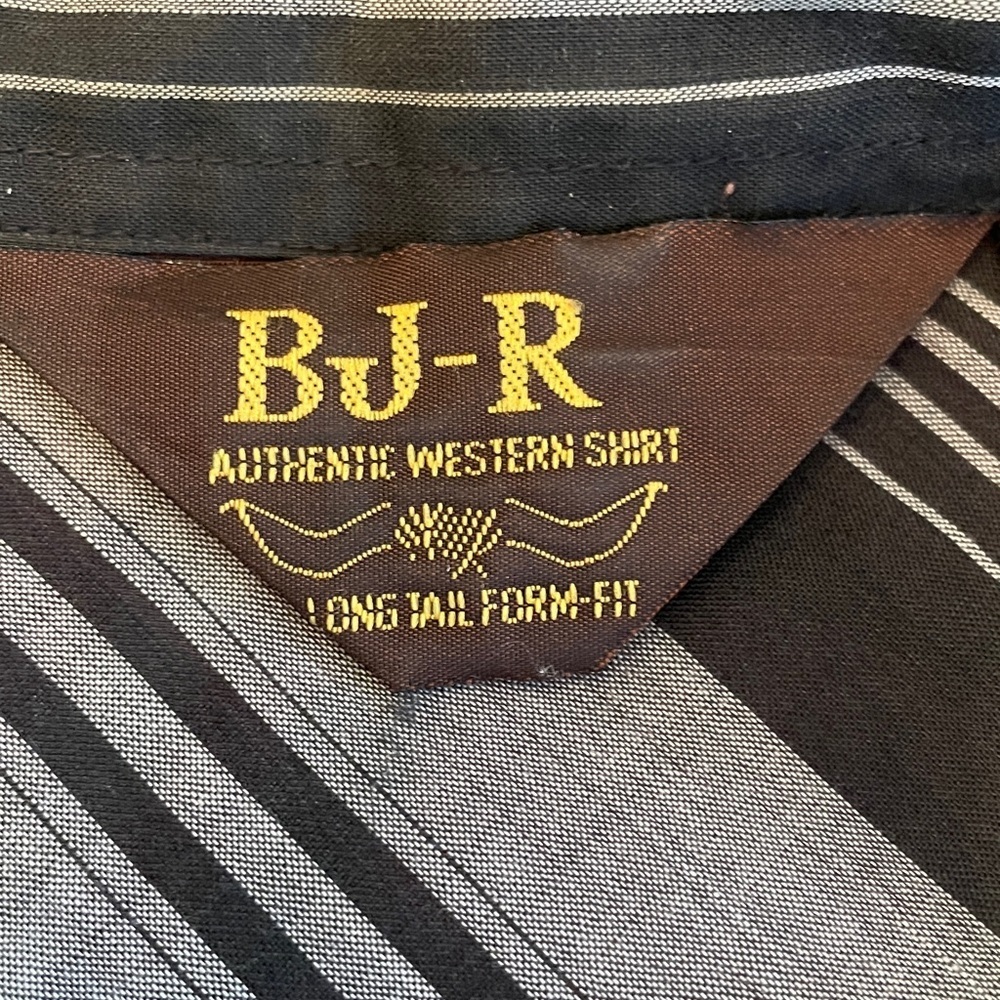 BJ-R
AUTHENTIC WESTERN SHIRT
LONG TAIL FORM-FIT